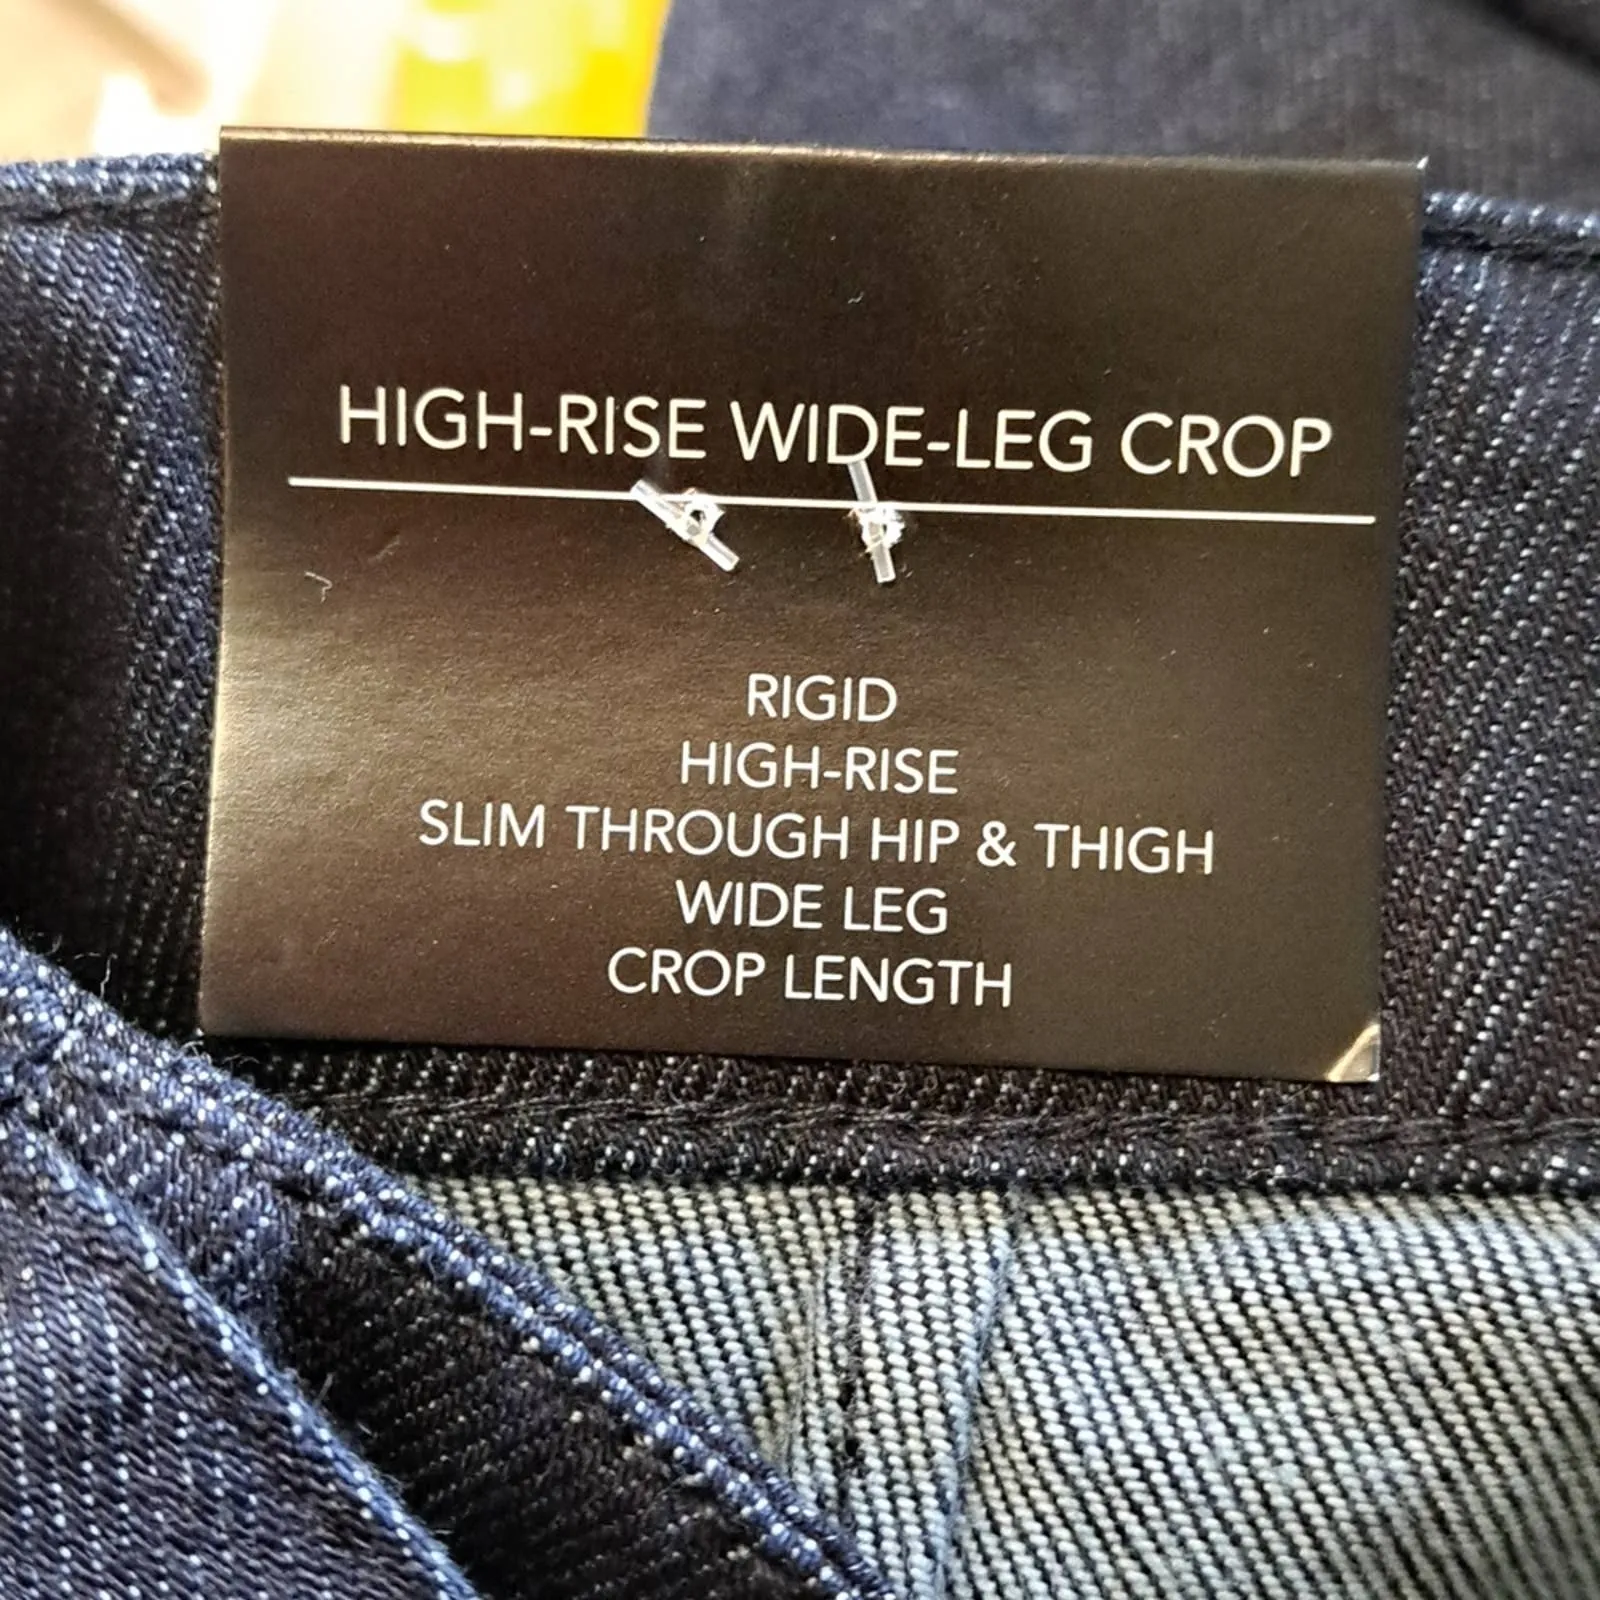 HIGH-RISE WIDE-LEG CROP
RIGID
HIGH-RISE
SLIM THROUGH HIP & THIGH
WIDE LEG
CROP LENGTH